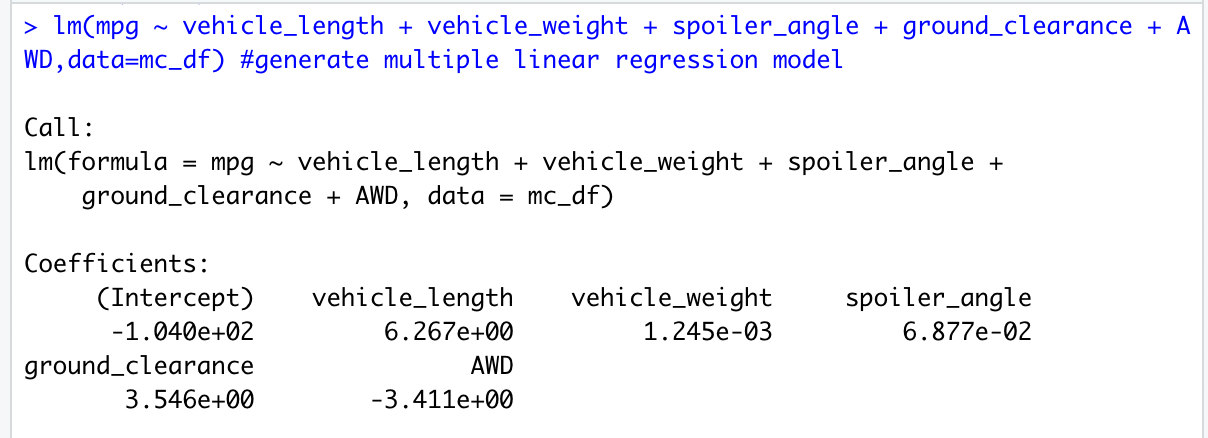 > lm(mpg ~ vehicle_length + vehicle_weight + spoiler_angle + ground_clearance + A
WD,data=mc_df) #generate multiple linear regression model
Call:
lm(formula = mpg ~ vehicle_length + vehicle_weight + spoiler_angle +
    ground_clearance + AWD, data = mc_df)
Coefficients:
     (Intercept)    vehicle_length    vehicle_weight     spoiler_angle
      -1.040e+02         6.267e+00         1.245e-03         6.877e-02
ground_clearance               AWD
       3.546e+00        -3.411e+00